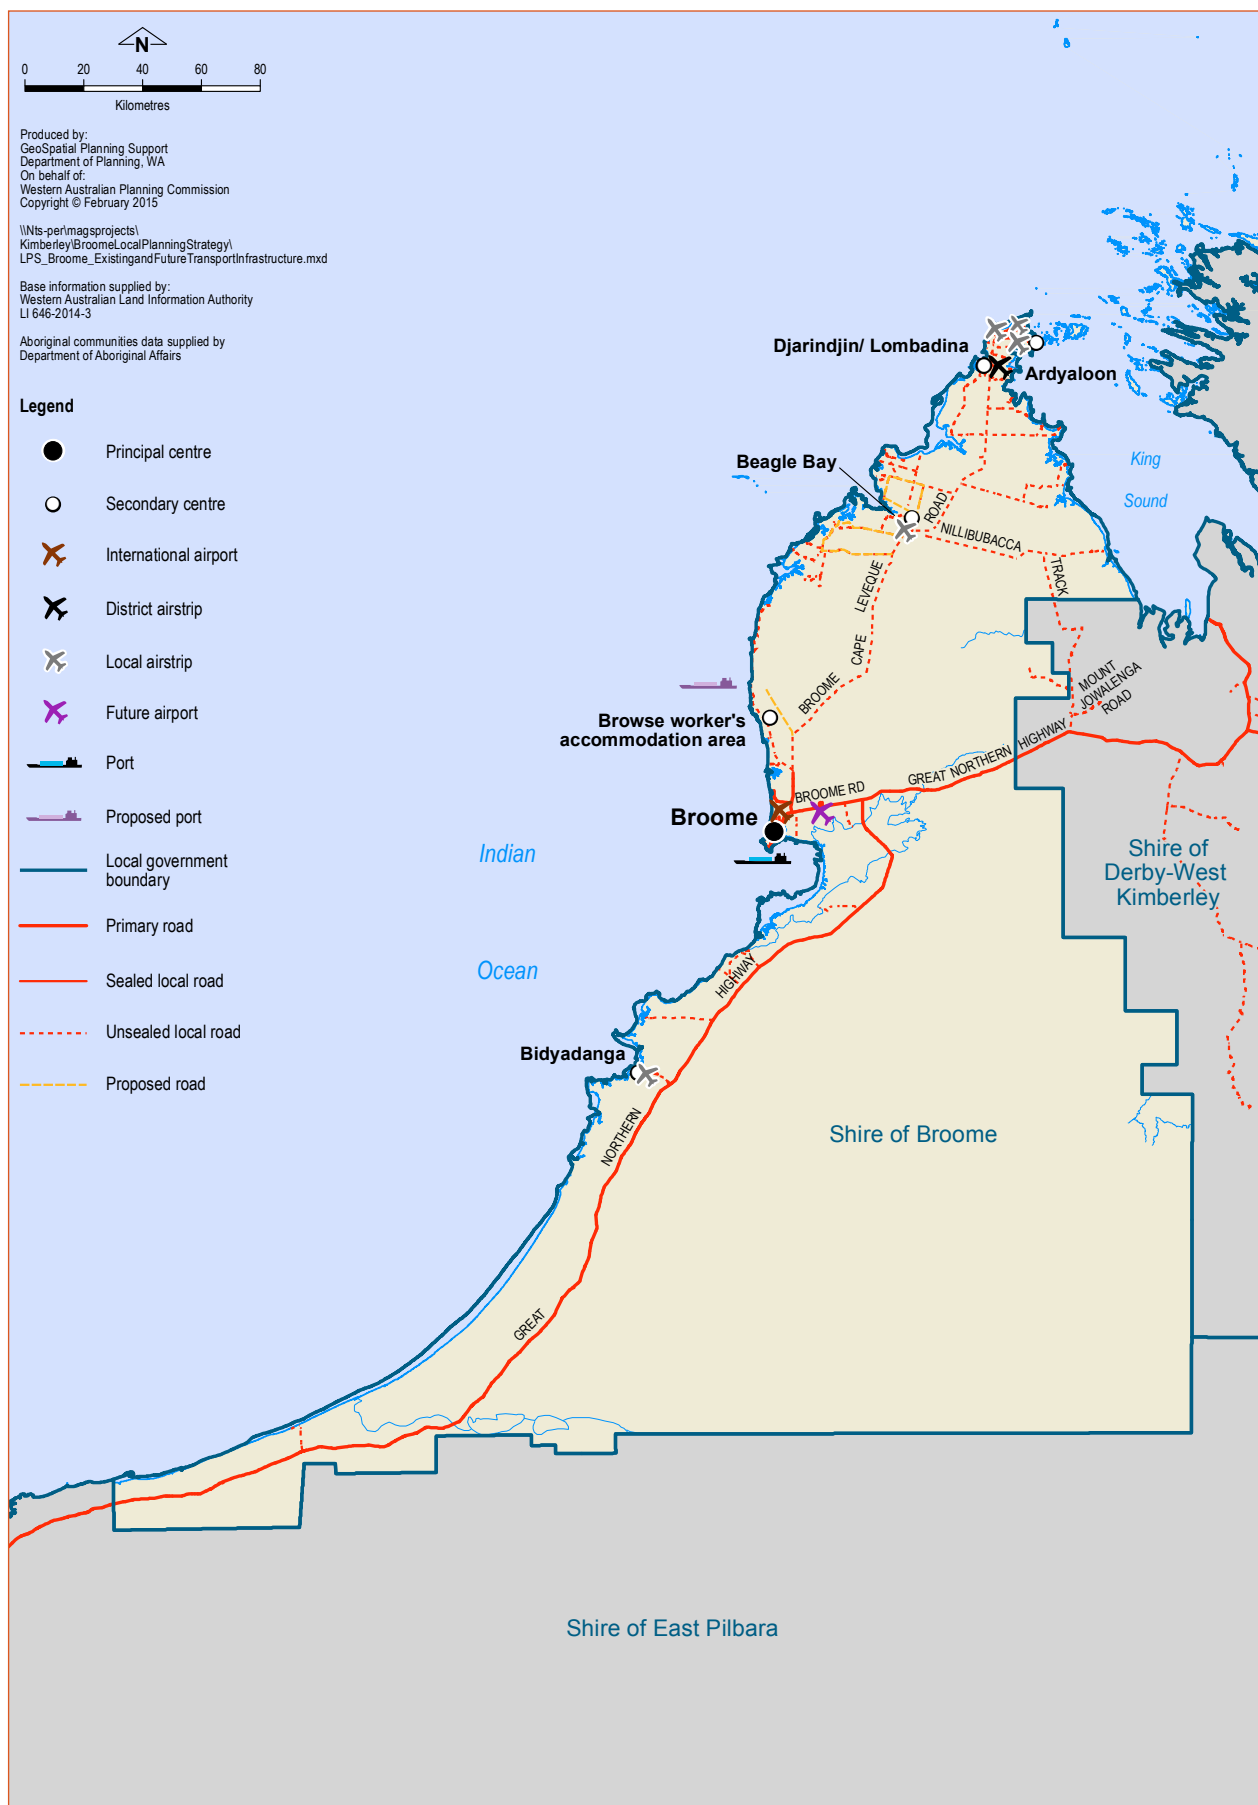 N
0 20 40 60 80
Kilometres
Produced by:
GeoSpatial Planning Support
Department of Planning, WA
On behalf of:
Western Australian Planning Commission
Copyright © February 2015
\\Nts-per\magsprojects\
Kimberley\BroomeLocalPlanningStrategy\
LPS_Broome_ExistingandFutureTransportInfrastructure.mxd
Base information supplied by:
Western Australian Land Information Authority
LI 646-2014-3
Aboriginal communities data supplied by
Department of Aboriginal Affairs
Legend
Principal centre
Secondary centre
International airport
District airstrip
Local airstrip
Future airport
Port
Proposed port
Local government
boundary
Primary road
Sealed local road
Unsealed local road
Proposed road
Djarindjin/ Lombadina
Ardyaloon
Beagle Bay
King
Sound
ROAD
NILLIBUBACCA
TRACK
LEVEQUE
CAPE
BROOME
MOUNT
JOWALENGA
ROAD
Browse worker's
accommodation area
GREAT NORTHERN HIGHWAY
BROOME RD
Broome
Indian
Ocean
Shire of
Derby-West
Kimberley
HIGHWAY
Bidyadanga
NORTHERN
Shire of Broome
GREAT
Shire of East Pilbara